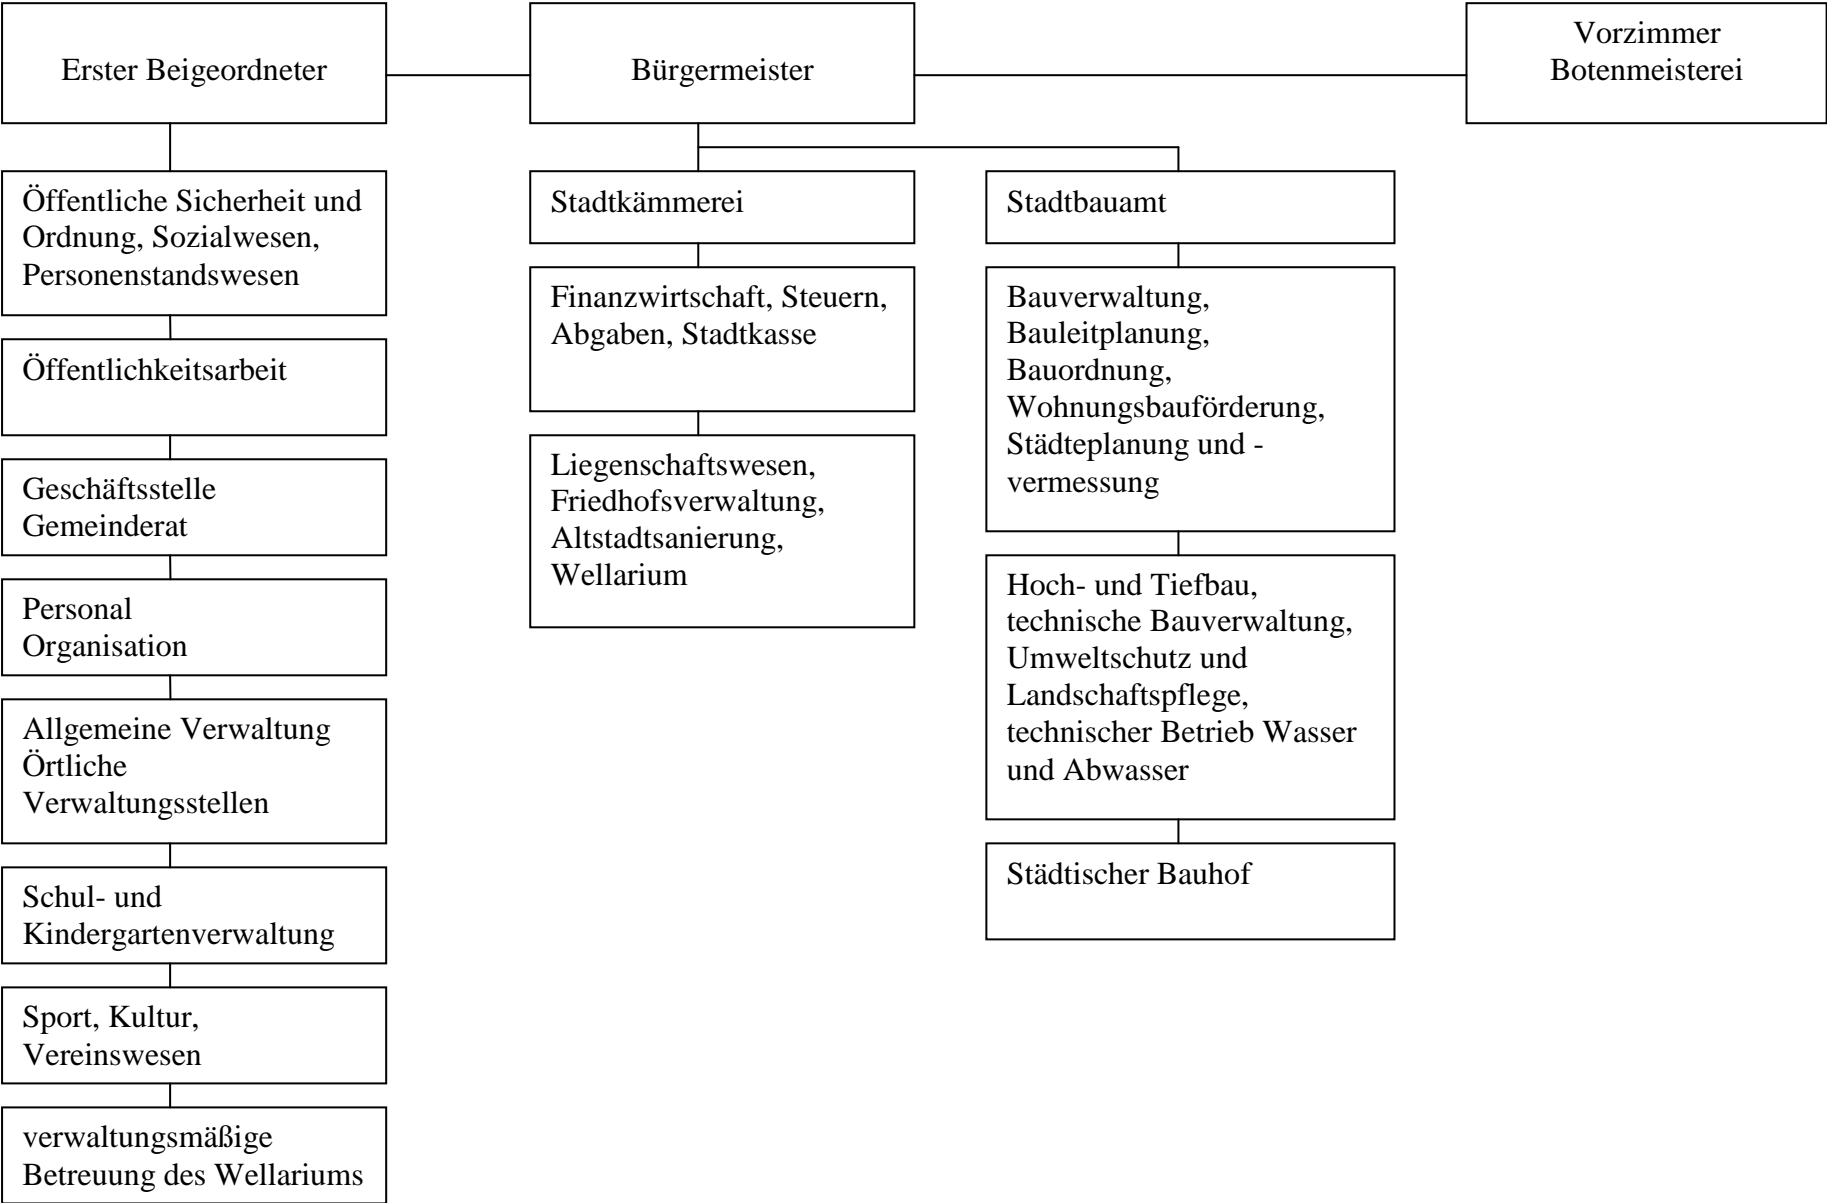 Erster Beigeordneter
Bürgermeister
Vorzimmer
Botenmeisterei
Öffentliche Sicherheit und
Ordnung, Sozialwesen,
Personenstandswesen
Öffentlichkeitsarbeit
Geschäftsstelle
Gemeinderat
Personal
Organisation
Allgemeine Verwaltung
Örtliche
Verwaltungsstellen
Schul- und
Kindergartenverwaltung
Sport, Kultur,
Vereinswesen
verwaltungsmäßige
Betreuung des Wellariums
Stadtkämmerei
Finanzwirtschaft, Steuern,
Abgaben, Stadtkasse
Liegenschaftswesen,
Friedhofsverwaltung,
Altstadtsanierung,
Wellarium
Stadtbauamt
Bauverwaltung,
Bauleitplanung,
Bauordnung,
Wohnungsbauförderung,
Städteplanung und -
vermessung
Hoch- und Tiefbau,
technische Bauverwaltung,
Umweltschutz und
Landschaftspflege,
technischer Betrieb Wasser
und Abwasser
Städtischer Bauhof